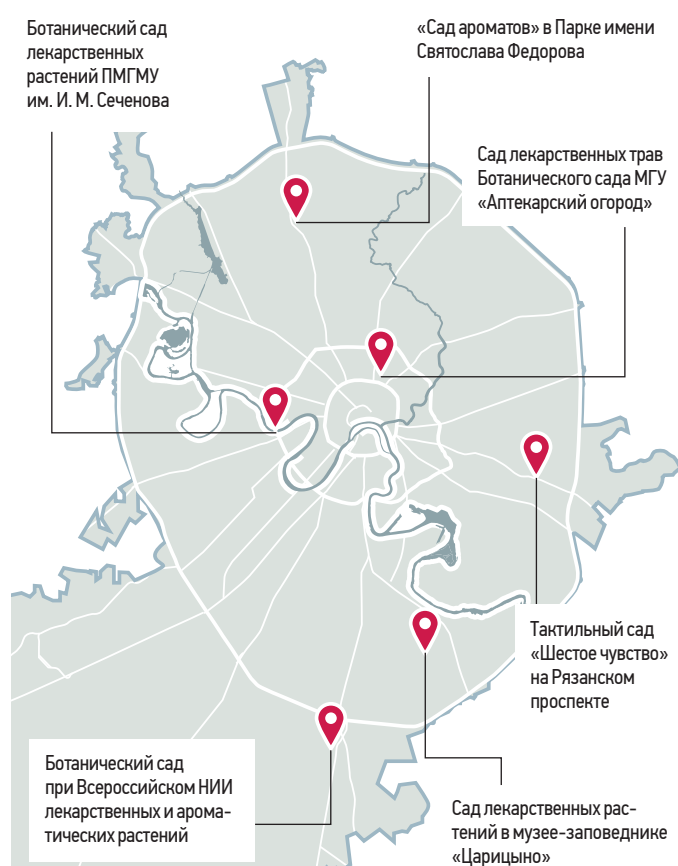 Ботанический сад
лекарственных
растений ПМГМУ
им. И. М. Сеченова
«Сад ароматов» в Парке имени
Святослава Федорова
Сад лекарственных трав
Ботанического сада МГУ
«Аптекарский огород»
Тактильный сад
«Шестое чувство»
на Рязанском
проспекте
Ботанический сад
при Всероссийском НИИ
лекарственных и арома-
тических растений
Сад лекарственных рас-
тений в музее-заповеднике
«Царицыно»